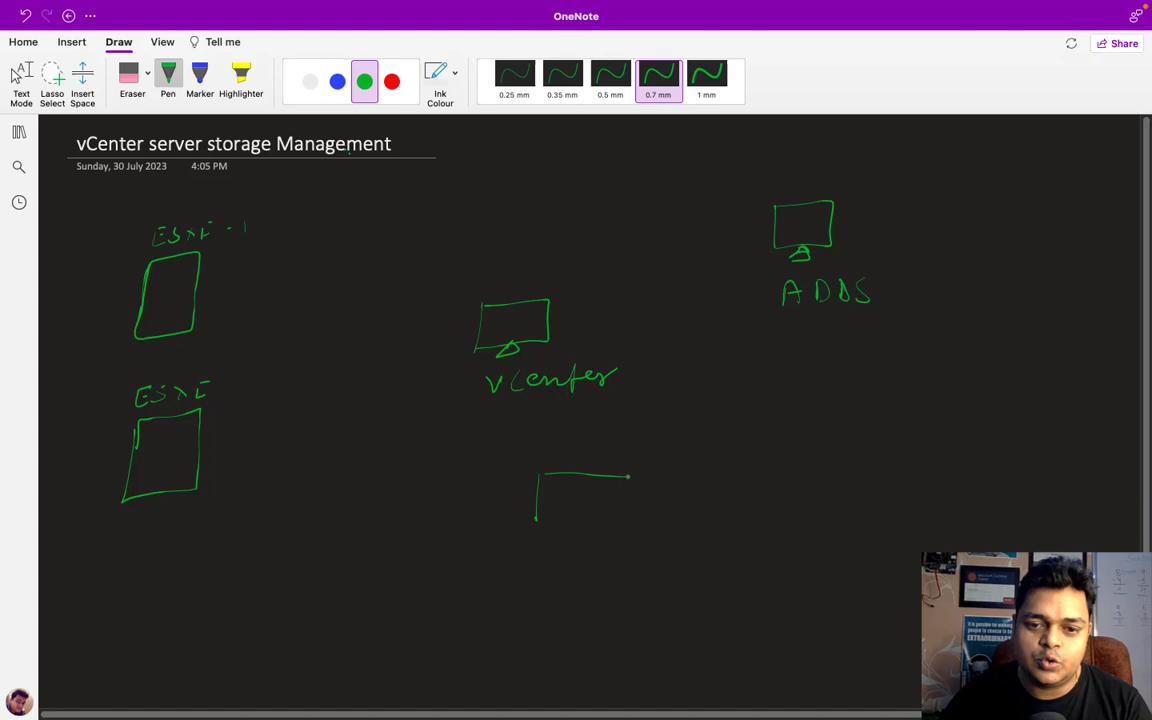 OneNote
Home Insert Draw View Tell me
Share
Text Mode
Lasso Select
Insert Space
Eraser
Pen
Marker
Highlighter
Ink Colour
0.25 mm
0.35 mm
0.5 mm
0.7 mm
1 mm
vCenter server storage Management
Sunday, 30 July 2023 4:05 PM
ESXI - 1
ADDS
vCenter
ESXI
EXTRAORDINARY